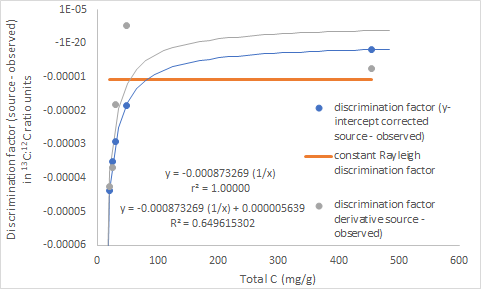 1E-05
-1E-20
-0.00001
-0.00002
-0.00003
-0.00004
-0.00005
-0.00006
Discrimination factor (source - observed)
in ¹³C:¹²C ratio units
0 100 200 300 400 500 600
Total C (mg/g)
y = -0.000873269 (1/x)
r² = 1.00000
y = -0.000873269 (1/x) + 0.000005639
R² = 0.649615302
discrimination factor (y-
intercept corrected
source - observed)
constant Rayleigh
discrimination factor
discrimination factor
derivative source -
observed)